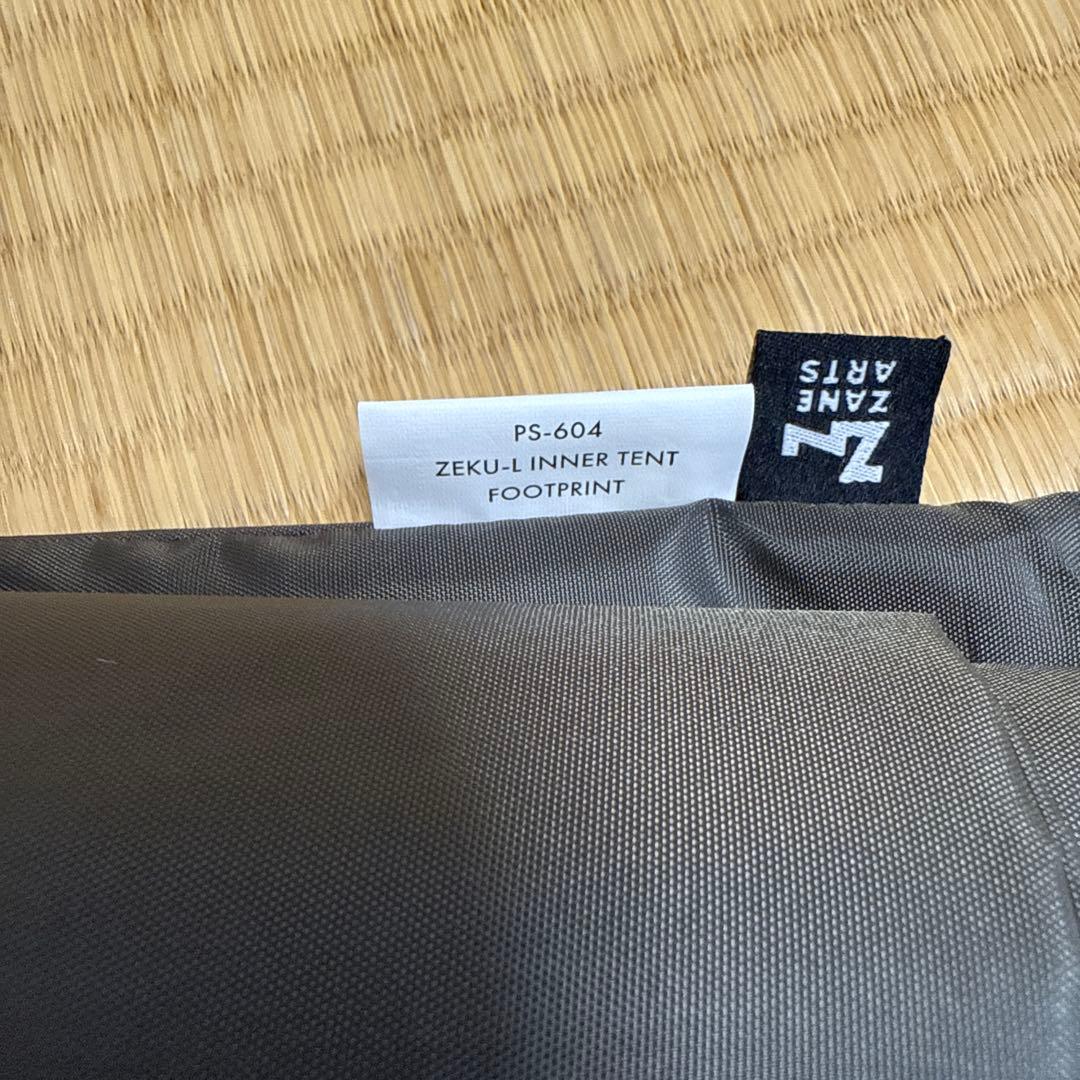 PS-604
ZEKU-L INNER TENT
FOOTPRINT
ZANE
ARTS